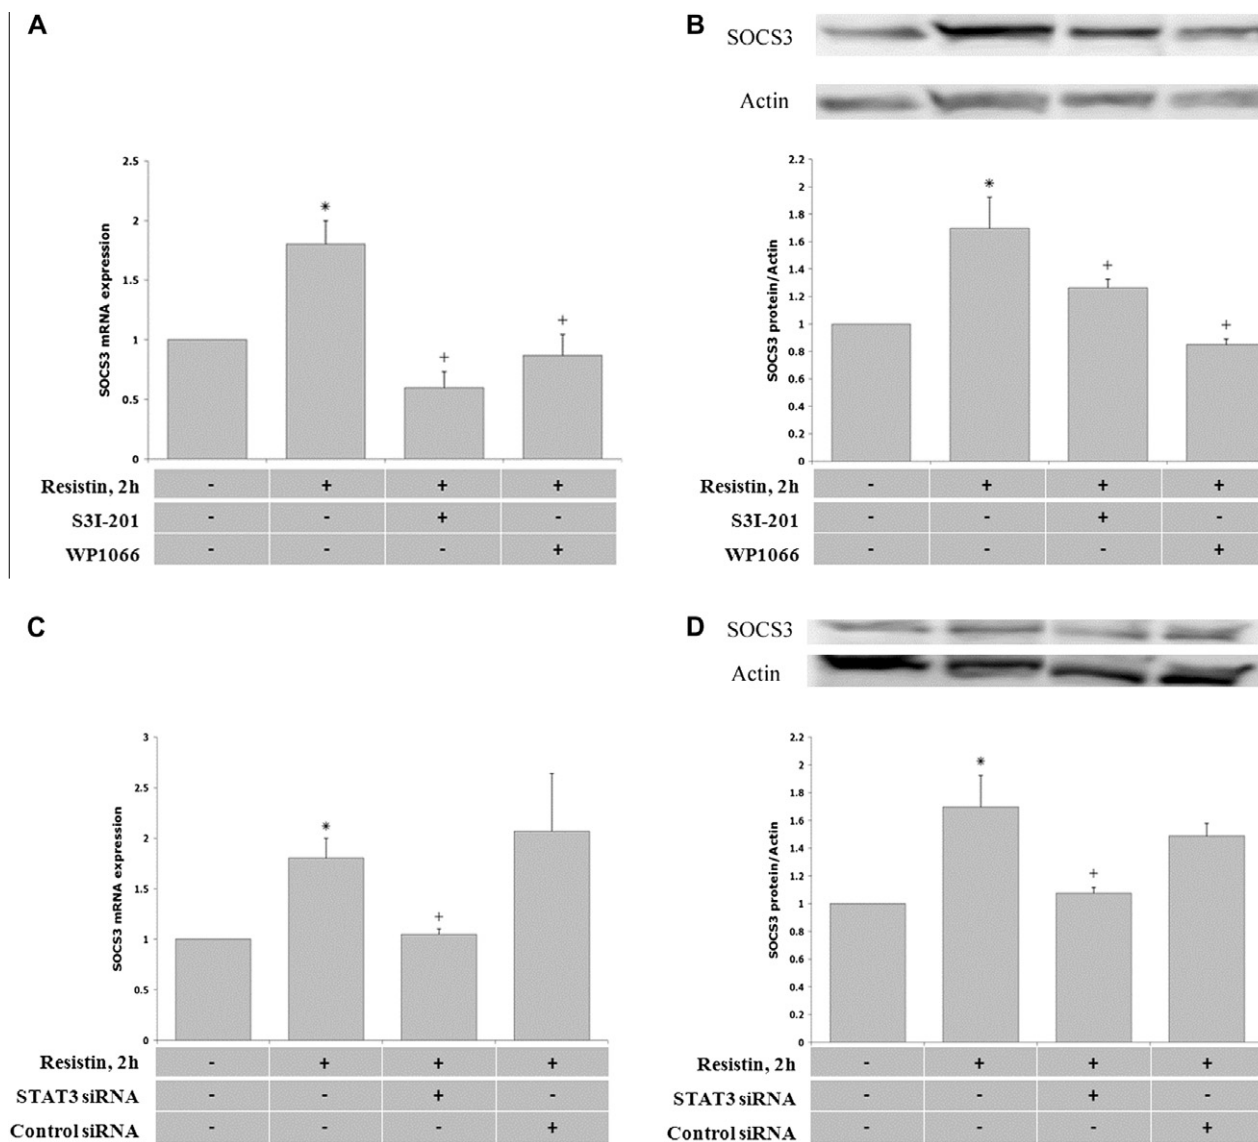 A
2.5
2
1.5
1
0.5
0
SOCS3 mRNA expression
*
+
+
Resistin, 2h - + + +
S3I-201 - - + -
WP1066 - - - +
B
SOCS3
Actin
2.2
2
1.8
1.6
1.4
1.2
1
0.8
0.6
0.4
0.2
0
SOCS3 protein/Actin
*
+
+
Resistin, 2h - + + +
S3I-201 - - + -
WP1066 - - - +
C
3
2.5
2
1.5
1
0.5
0
SOCS3 mRNA expression
*
+
Resistin, 2h - + + +
STAT3 siRNA - - + -
Control siRNA - - - +
D
SOCS3
Actin
2.2
2
1.8
1.6
1.4
1.2
1
0.8
0.6
0.4
0.2
0
SOCS3 protein/Actin
*
+
Resistin, 2h - + + +
STAT3 siRNA - - + -
Control siRNA - - - +